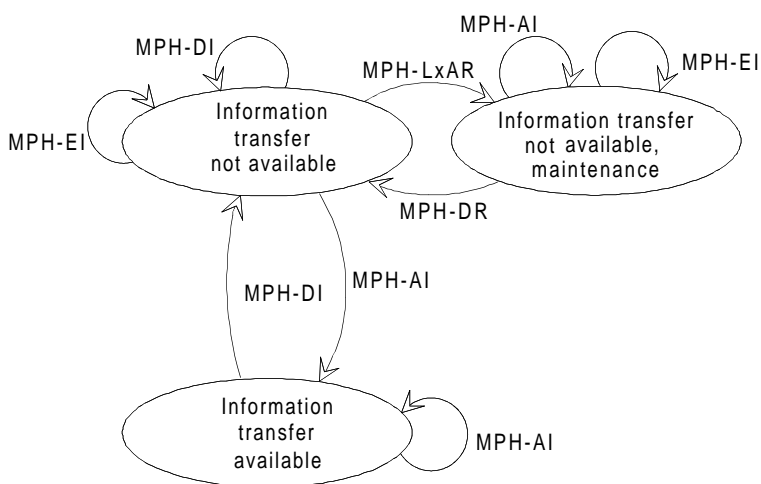 MPH-DI
MPH-AI
MPH-LxAR
MPH-EI
Information
transfer
not available
MPH-EI
Information transfer
not available,
maintenance
MPH-DR
MPH-DI
MPH-AI
Information
transfer
available
MPH-AI